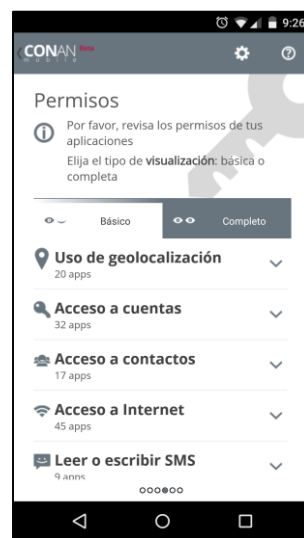 9:26
CONAN Beta
mobile
Permisos
Por favor, revisa los permisos de tus
aplicaciones
Elija el tipo de visualización: básica o
completa
Básico
Completo
Uso de geolocalización
20 apps
Acceso a cuentas
32 apps
Acceso a contactos
17 apps
Acceso a Internet
45 apps
Leer o escribir SMS
9 apps